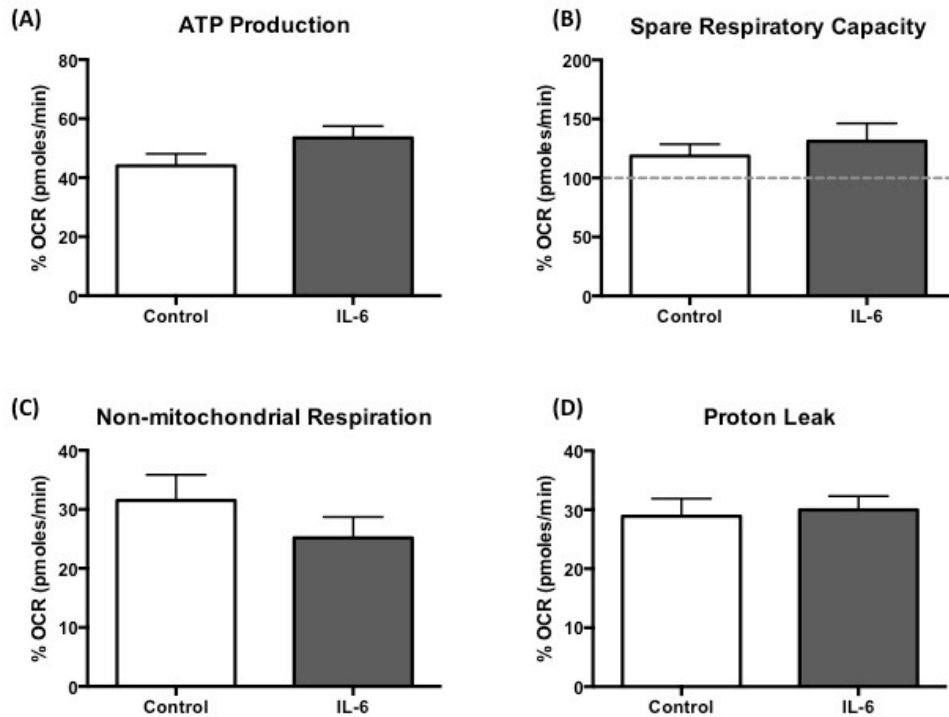 (A)
ATP Production
% OCR (pmoles/min)
80
60
40
20
0
Control IL-6
(B)
Spare Respiratory Capacity
% OCR (pmoles/min)
200
150
100
50
0
Control IL-6
(C)
Non-mitochondrial Respiration
% OCR (pmoles/min)
40
30
20
10
0
Control IL-6
(D)
Proton Leak
% OCR (pmoles/min)
40
30
20
10
0
Control IL-6